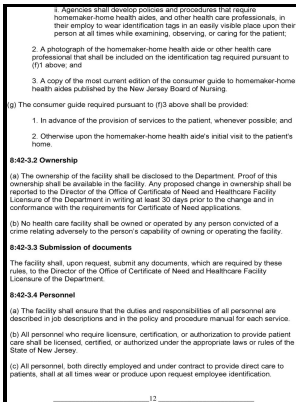 ii. Agencies shall develop policies and procedures that require
homemaker-home health aides, and other health care professionals, in
their employ to wear identification tags in an easily visible place upon their
person at all times while examining, observing, or caring for the patient;
2. A photograph of the homemaker-home health aide or other health care
professional that shall be included on the identification tag required pursuant to
(f)1 above; and
3. A copy of the most current edition of the consumer guide to homemaker-home
health aides published by the New Jersey Board of Nursing.
(g) The consumer guide required pursuant to (f)3 above shall be provided:
1. In advance of the provision of services to the patient, whenever possible; and
2. Otherwise upon the homemaker-home health aide's initial visit to the patient's
home.
8:42-3.2 Ownership
(a) The ownership of the facility shall be disclosed to the Department. Proof of this
ownership shall be available in the facility. Any proposed change in ownership shall be
reported to the Director of the Office of Certificate of Need and Healthcare Facility
Licensure of the Department in writing at least 30 days prior to the change and in
conformance with the requirements for Certificate of Need applications.
(b) No health care facility shall be owned or operated by any person convicted of a
crime relating adversely to the person's capability of owning or operating the facility.
8:42-3.3 Submission of documents
The facility shall, upon request, submit any documents, which are required by these
rules, to the Director of the Office of Certificate of Need and Healthcare Facility
Licensure of the Department.
8:42-3.4 Personnel
(a) The facility shall ensure that the duties and responsibilities of all personnel are
described in job descriptions and in the policy and procedure manual for each service.
(b) All personnel who require licensure, certification, or authorization to provide patient
care shall be licensed, certified, or authorized under the appropriate laws or rules of the
State of New Jersey.
(c) All personnel, both directly employed and under contract to provide direct care to
patients, shall at all times wear or produce upon request employee identification.
12